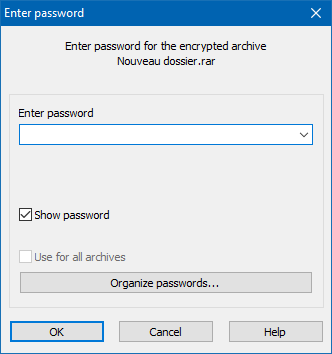 Enter password
Enter password for the encrypted archive
Nouveau dossier.rar
Enter password
Show password
Use for all archives
Organize passwords...
OK Cancel Help